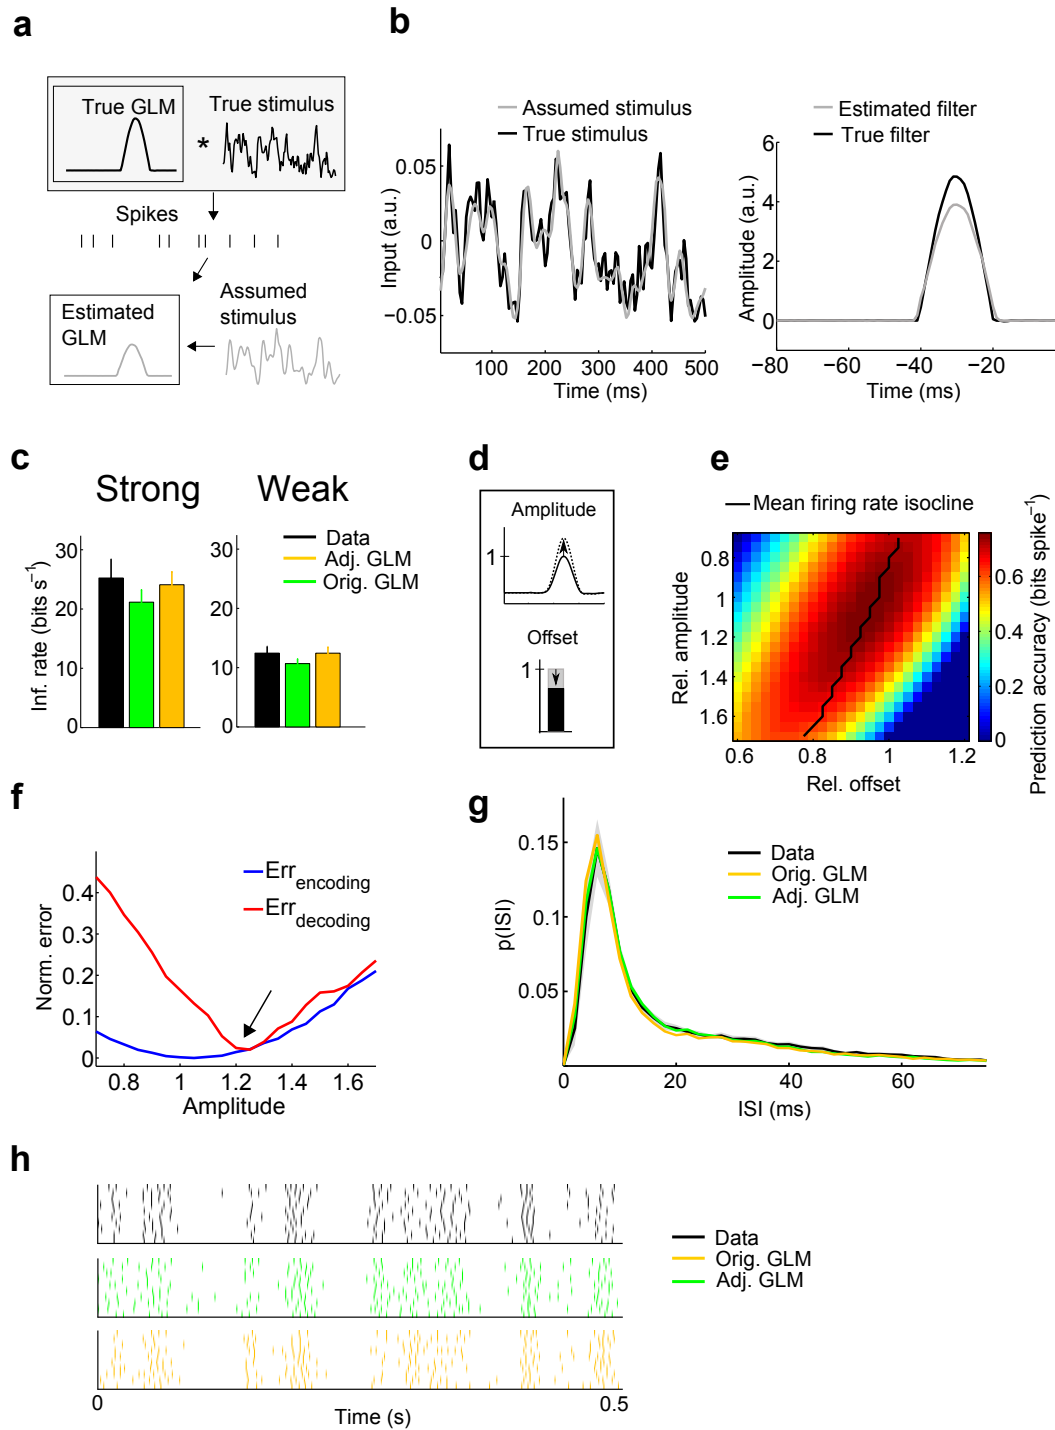 a
True GLM
True stimulus
*
Spikes
Estimated
GLM
Assumed
stimulus
b
Assumed stimulus
True stimulus
0.05
0
−0.05
Input (a.u.)
100 200 300 400 500
Time (ms)
Estimated filter
True filter
6
4
2
0
Amplitude (a.u.)
−80 −60 −40 −20
Time (ms)
c
Strong Weak
Data
Adj. GLM
Orig. GLM
30
20
10
0
Inf. rate (bits s⁻¹)
30
20
10
0
d
Amplitude
1
Offset
1
e
Mean firing rate isocline
0.8
1
1.2
1.4
1.6
Rel. amplitude
0.6 0.8 1 1.2
Rel. offset
0.6
0.4
0.2
0
Prediction accuracy (bits spike⁻¹)
f
Err encoding
Err decoding
0.4
0.3
0.2
0.1
0
Norm. error
0.8 1 1.2 1.4 1.6
Amplitude
g
Data
Orig. GLM
Adj. GLM
0.15
0.1
0.05
p(ISI)
0 20 40 60
ISI (ms)
h
Data
Orig. GLM
Adj. GLM
0 0.5
Time (s)